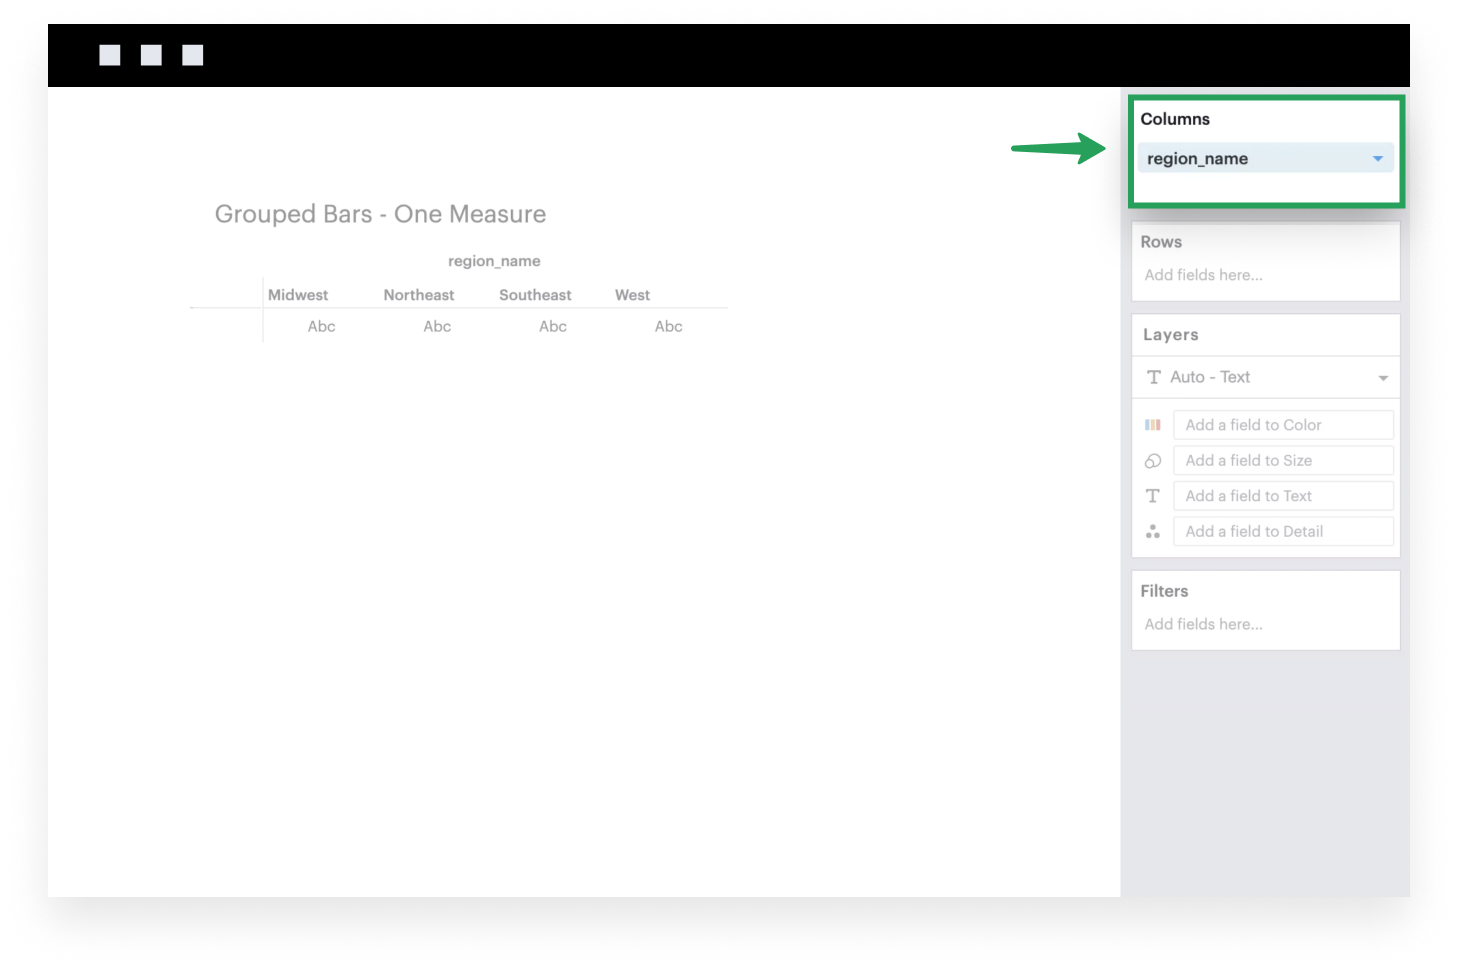 Columns
region_name
Grouped Bars - One Measure
region_name
Midwest Northeast Southeast West
Abc Abc Abc Abc
Rows
Add fields here...
Layers
T Auto - Text
Add a field to Color
Add a field to Size
T Add a field to Text
Add a field to Detail
Filters
Add fields here...